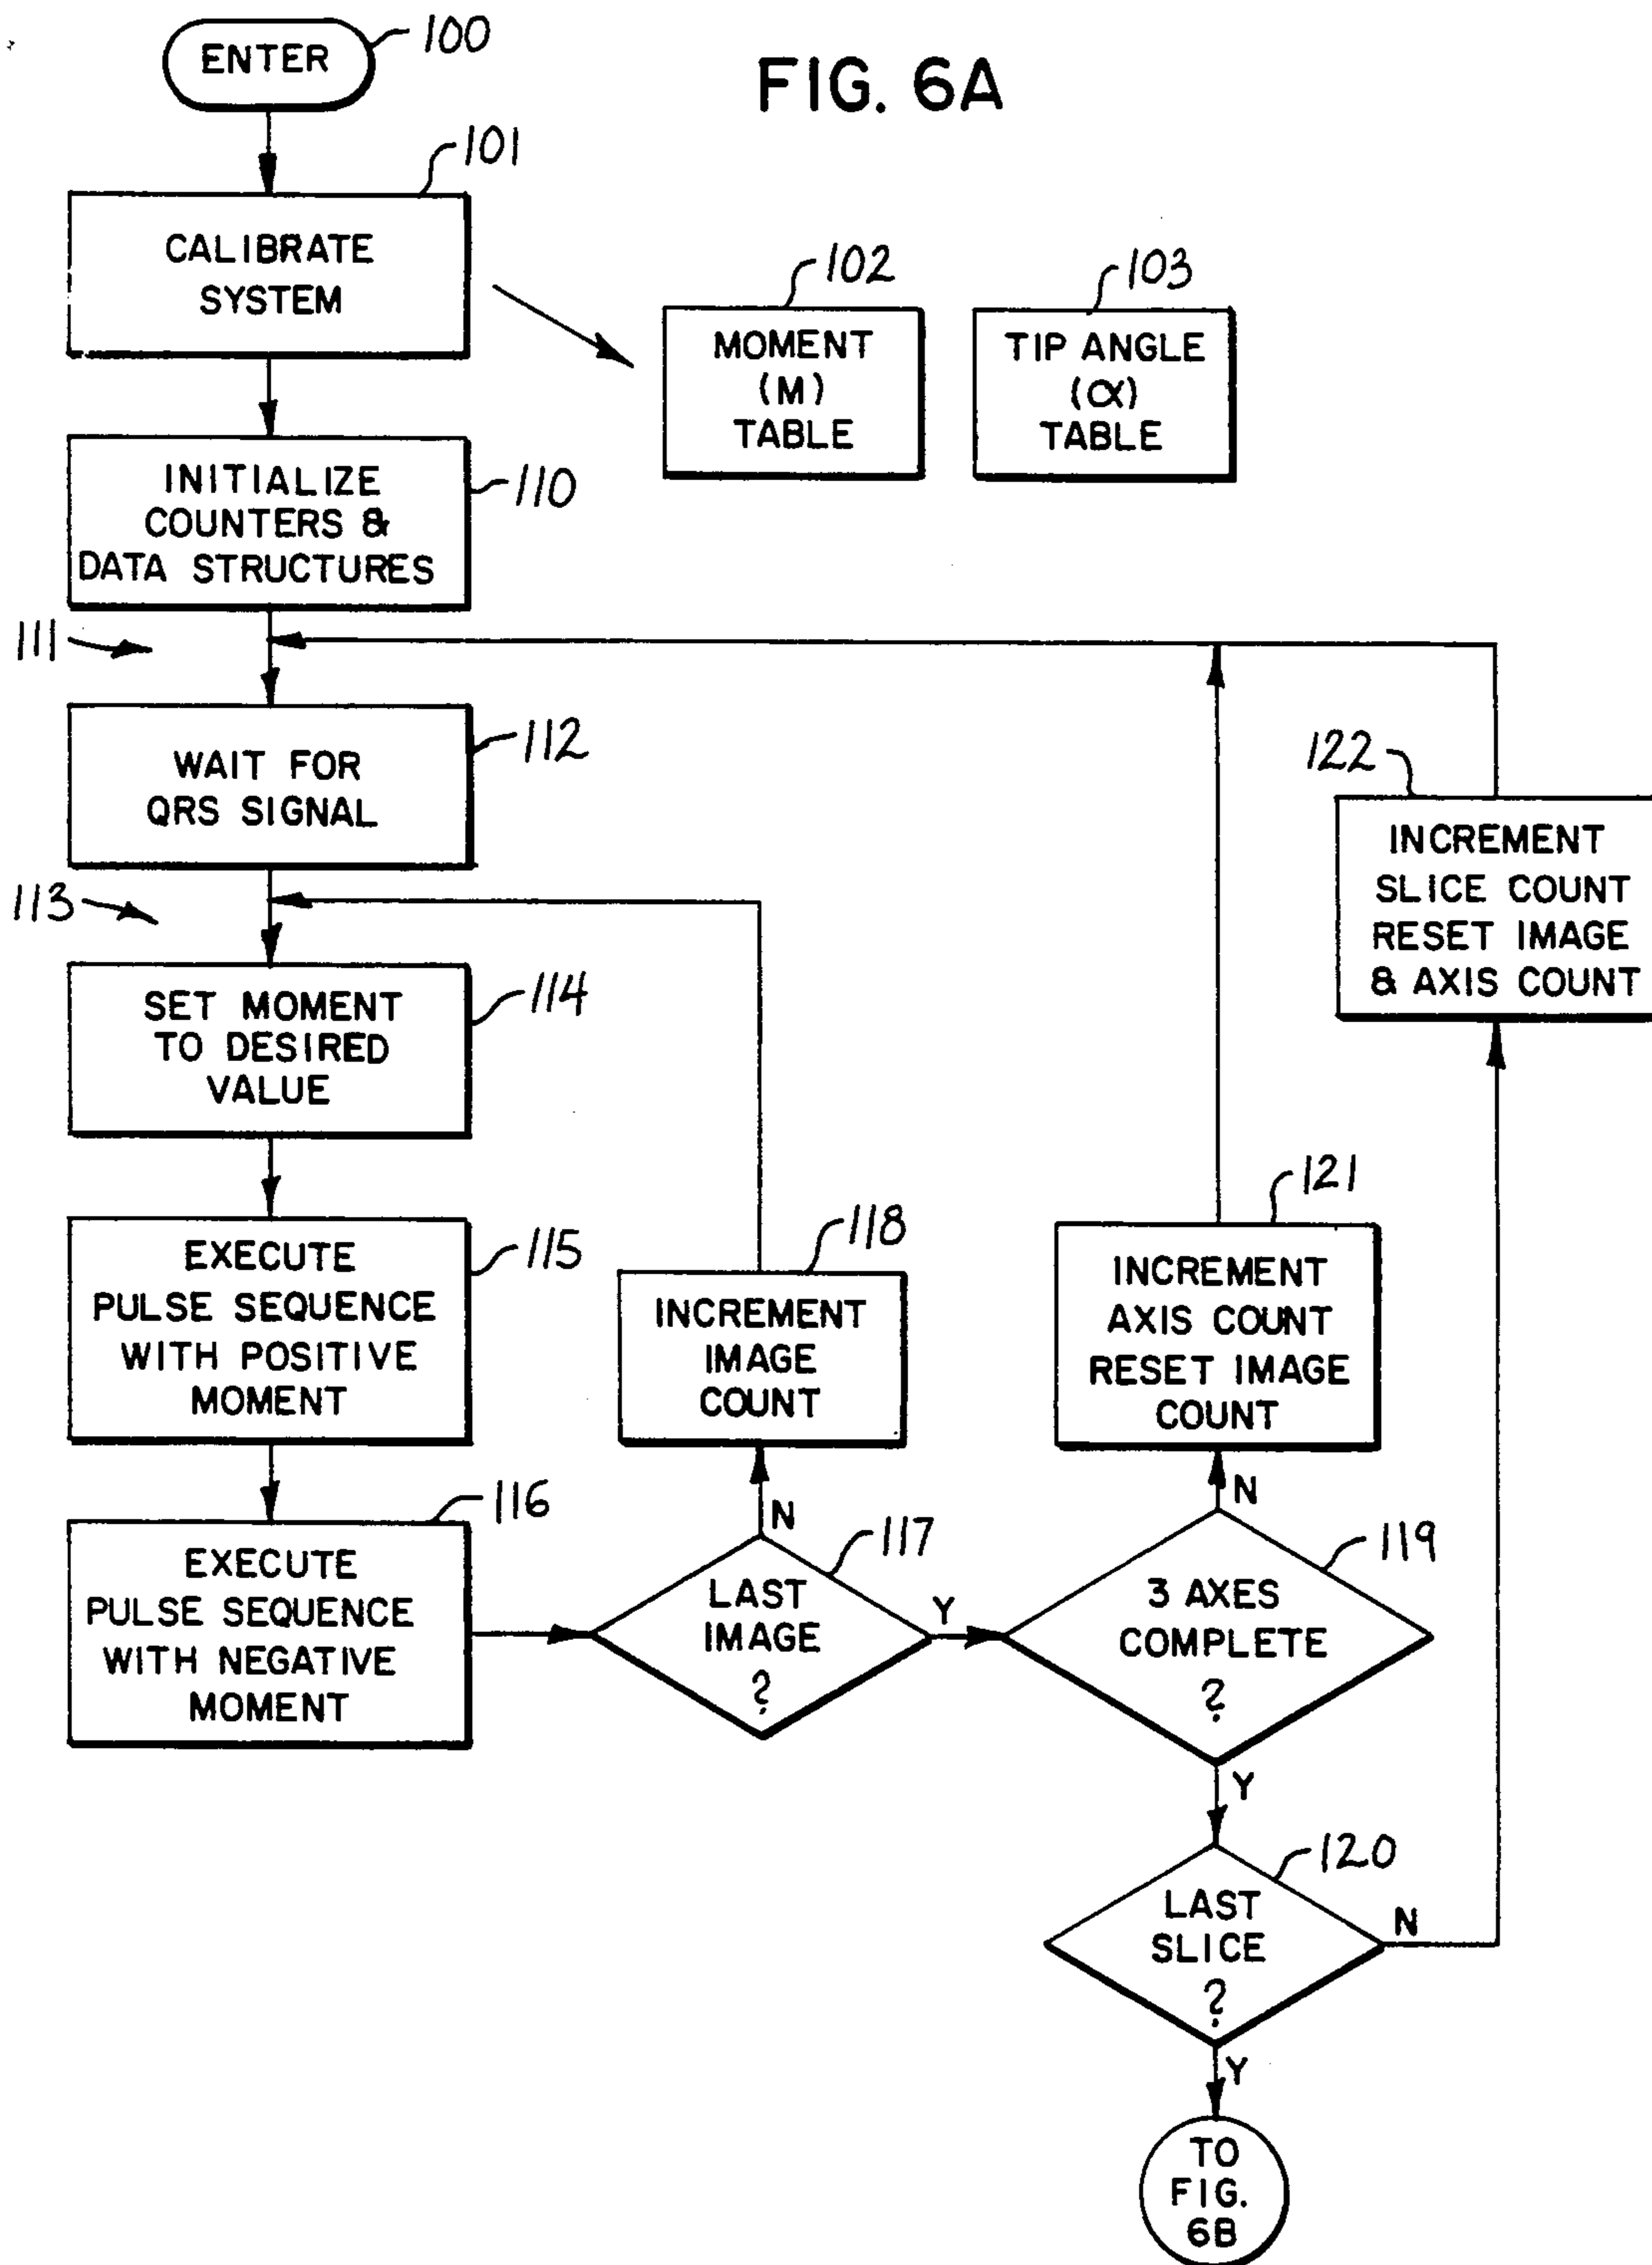 FIG. 6A
ENTER
100
101
CALIBRATE
SYSTEM
102
MOMENT
(M)
TABLE
103
TIP ANGLE
(α)
TABLE
INITIALIZE
COUNTERS &
DATA STRUCTURES
110
111
WAIT FOR
QRS SIGNAL
112
113
SET MOMENT
TO DESIRED
VALUE
114
EXECUTE
PULSE SEQUENCE
WITH POSITIVE
MOMENT
115
116
EXECUTE
PULSE SEQUENCE
WITH NEGATIVE
MOMENT
117
LAST
IMAGE
?
N
Y
118
INCREMENT
IMAGE
COUNT
119
3 AXES
COMPLETE
?
N
Y
121
INCREMENT
AXIS COUNT
RESET IMAGE
COUNT
122
INCREMENT
SLICE COUNT
RESET IMAGE
& AXIS COUNT
120
LAST
SLICE
?
N
Y
TO
FIG.
6B